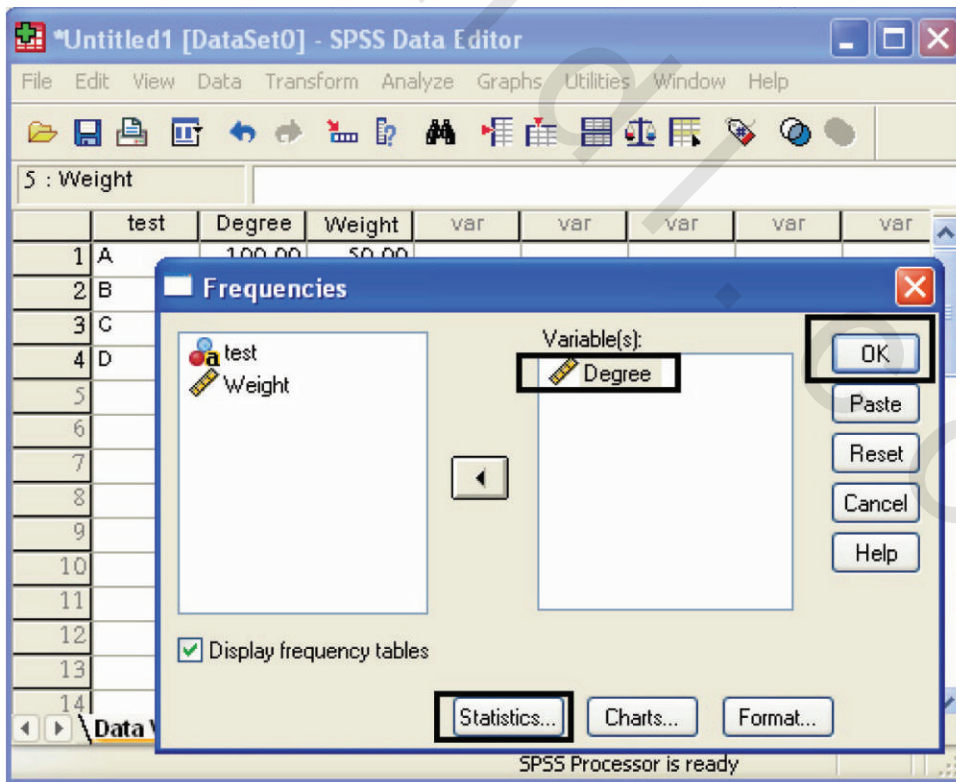 *Untitled1 [DataSet0] - SPSS Data Editor
File Edit View Data Transform Analyze Graphs Utilities Window Help
5 : Weight
test Degree Weight var var var var var
1 A 100.00 50.00
2 B
3 C
4 D
5
6
7
8
9
10
11
12
13
14
Frequencies
test
Weight
Variable(s):
Degree
OK
Paste
Reset
Cancel
Help
Display frequency tables
Statistics... Charts... Format...
Data
SPSS Processor is ready